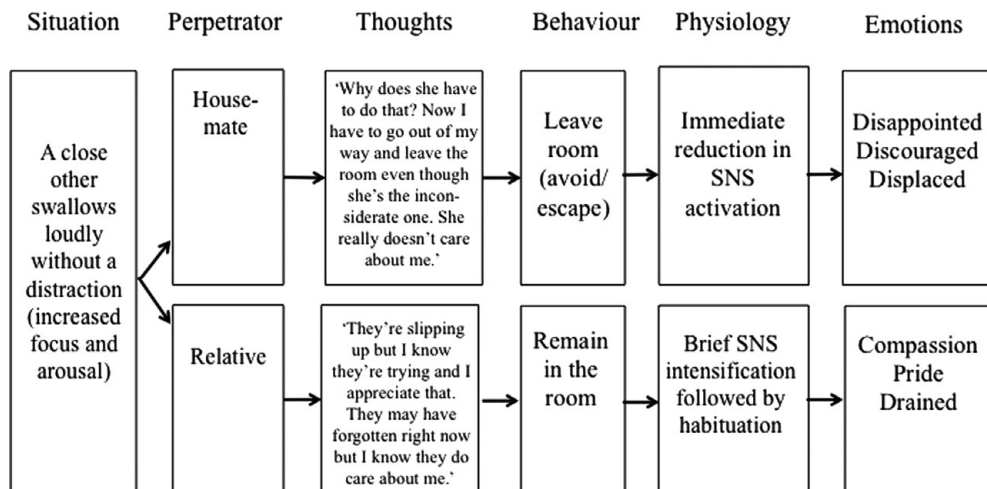 Situation
Perpetrator
Thoughts
Behaviour
Physiology
Emotions
A close
other
swallows
loudly
without a
distraction
(increased
focus and
arousal)
House-
mate
‘Why does she have
to do that? Now I
have to go out of my
way and leave the
room even though
she’s the incon-
siderate one. She
really doesn’t care
about me.’
Leave
room
(avoid/
escape)
Immediate
reduction in
SNS
activation
Disappointed
Discouraged
Displaced
Relative
‘They’re slipping
up but I know
they’re trying and I
appreciate that.
They may have
forgotten right now
but I know they do
care about me.’
Remain
in the
room
Brief SNS
intensification
followed by
habituation
Compassion
Pride
Drained